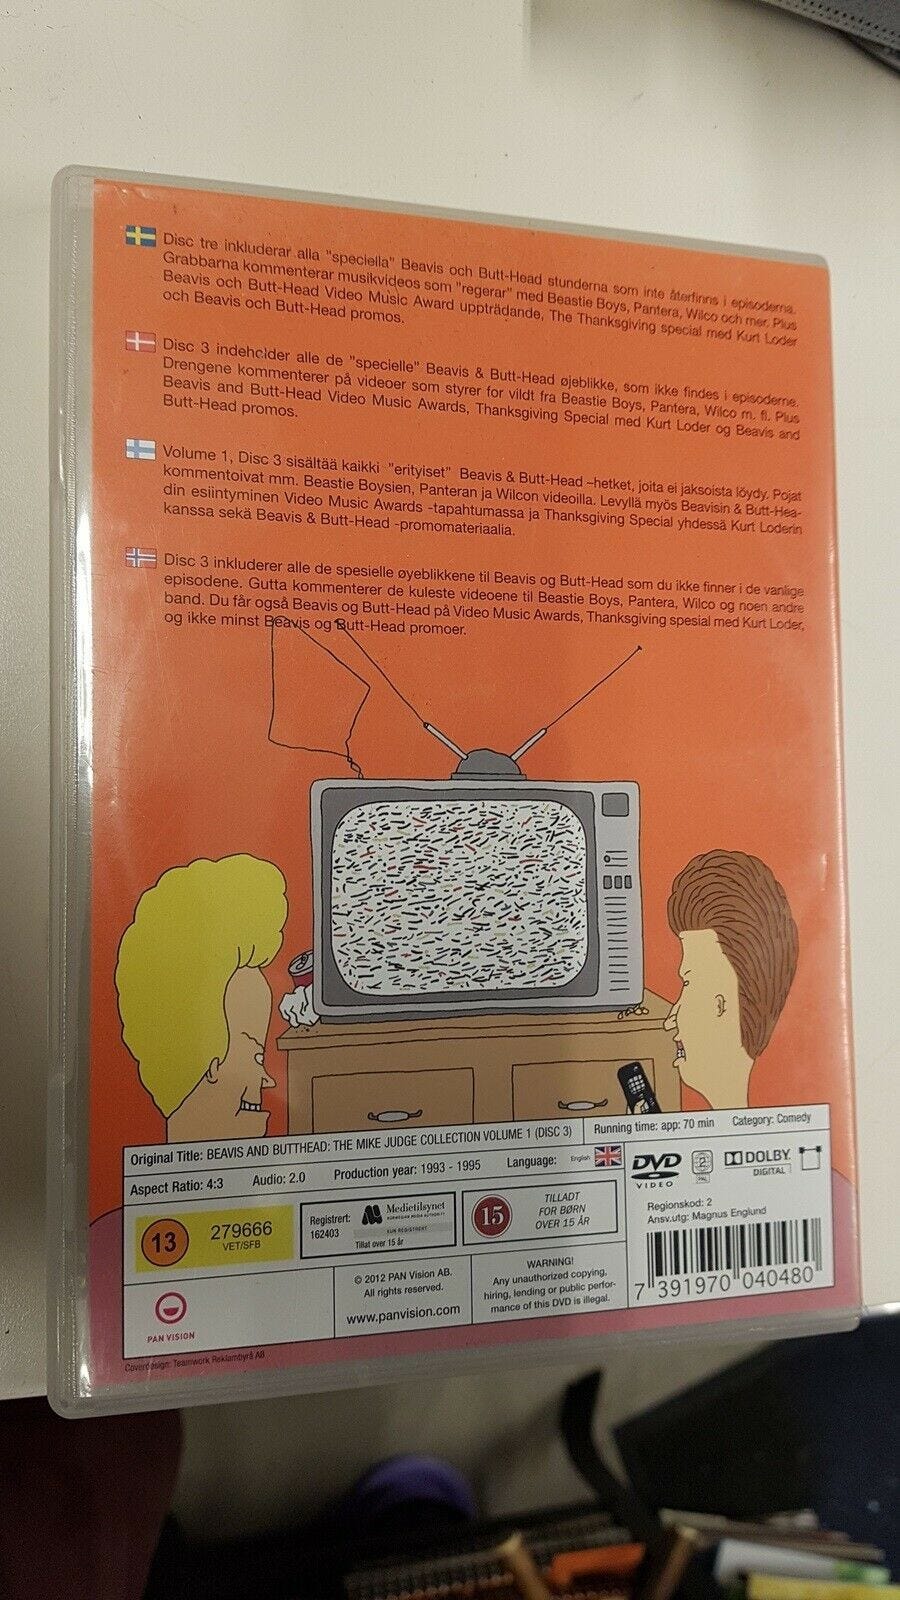 Disc tre inkluderar alla "speciella" Beavis och Butt-Head stunderna som inte återfinns i episoderna.
Grabbarna kommenterar musikvideos som "regerar" med Beastie Boys, Pantera, Wilco och mer. Plus
Beavis och Butt-Head Video Music Award uppträdande, The Thanksgiving special med Kurt Loder
och Beavis och Butt-Head promos.
Disc 3 indeholder alle de "specielle" Beavis & Butt-Head øjeblikke, som ikke findes i episoderne.
Drengene kommenterer på videoer som styrer for vildt fra Beastie Boys, Pantera, Wilco m. fl. Plus
Beavis and Butt-Head Video Music Awards, Thanksgiving Special med Kurt Loder og Beavis and
Butt-Head promos.
Volume 1, Disc 3 sisältää kaikki "erityiset" Beavis & Butt-Head –hetket, joita ei jaksoista löydy. Pojat
kommentoivat mm. Beastie Boysien, Panteran ja Wilcon videoilla. Levyllä myös Beavisin & Butt-Hea-
din esiintyminen Video Music Awards -tapahtumassa ja Thanksgiving Special yhdessä Kurt Loderin
kanssa sekä Beavis & Butt-Head -promomateriaalia.
Disc 3 inkluderer alle de spesielle øyeblikkene til Beavis og Butt-Head som du ikke finner i de vanlige
episodene. Gutta kommenterer de kuleste videoene til Beastie Boys, Pantera, Wilco og noen andre
band. Du får også Beavis og Butt-Head på Video Music Awards, Thanksgiving spesial med Kurt Loder,
og ikke minst Beavis og Butt-Head promoer.
Original Title: BEAVIS AND BUTTHEAD: THE MIKE JUDGE COLLECTION VOLUME 1 (DISC 3)
Running time: app: 70 min
Category: Comedy
Aspect Ratio: 4:3
Audio: 2.0
Production year: 1993 - 1995
Language:
English
DVD
VIDEO
2
PAL
DOLBY
DIGITAL
13
279666
VET/SFB
Registrert:
162403
Medietilsynet
NORWEGIAN MEDIA AUTHORITY
KUN REGISTRERT
Tillat over 15 år
15
TILLADT
FOR BØRN
OVER 15 ÅR
Regionskod: 2
Ansv.utg: Magnus Englund
7 391970 040480
PAN VISION
© 2012 PAN Vision AB.
All rights reserved.
www.panvision.com
WARNING!
Any unauthorized copying,
hiring, lending or public perfor-
mance of this DVD is illegal.
Coverdesign: Teamwork Reklambyrå AB